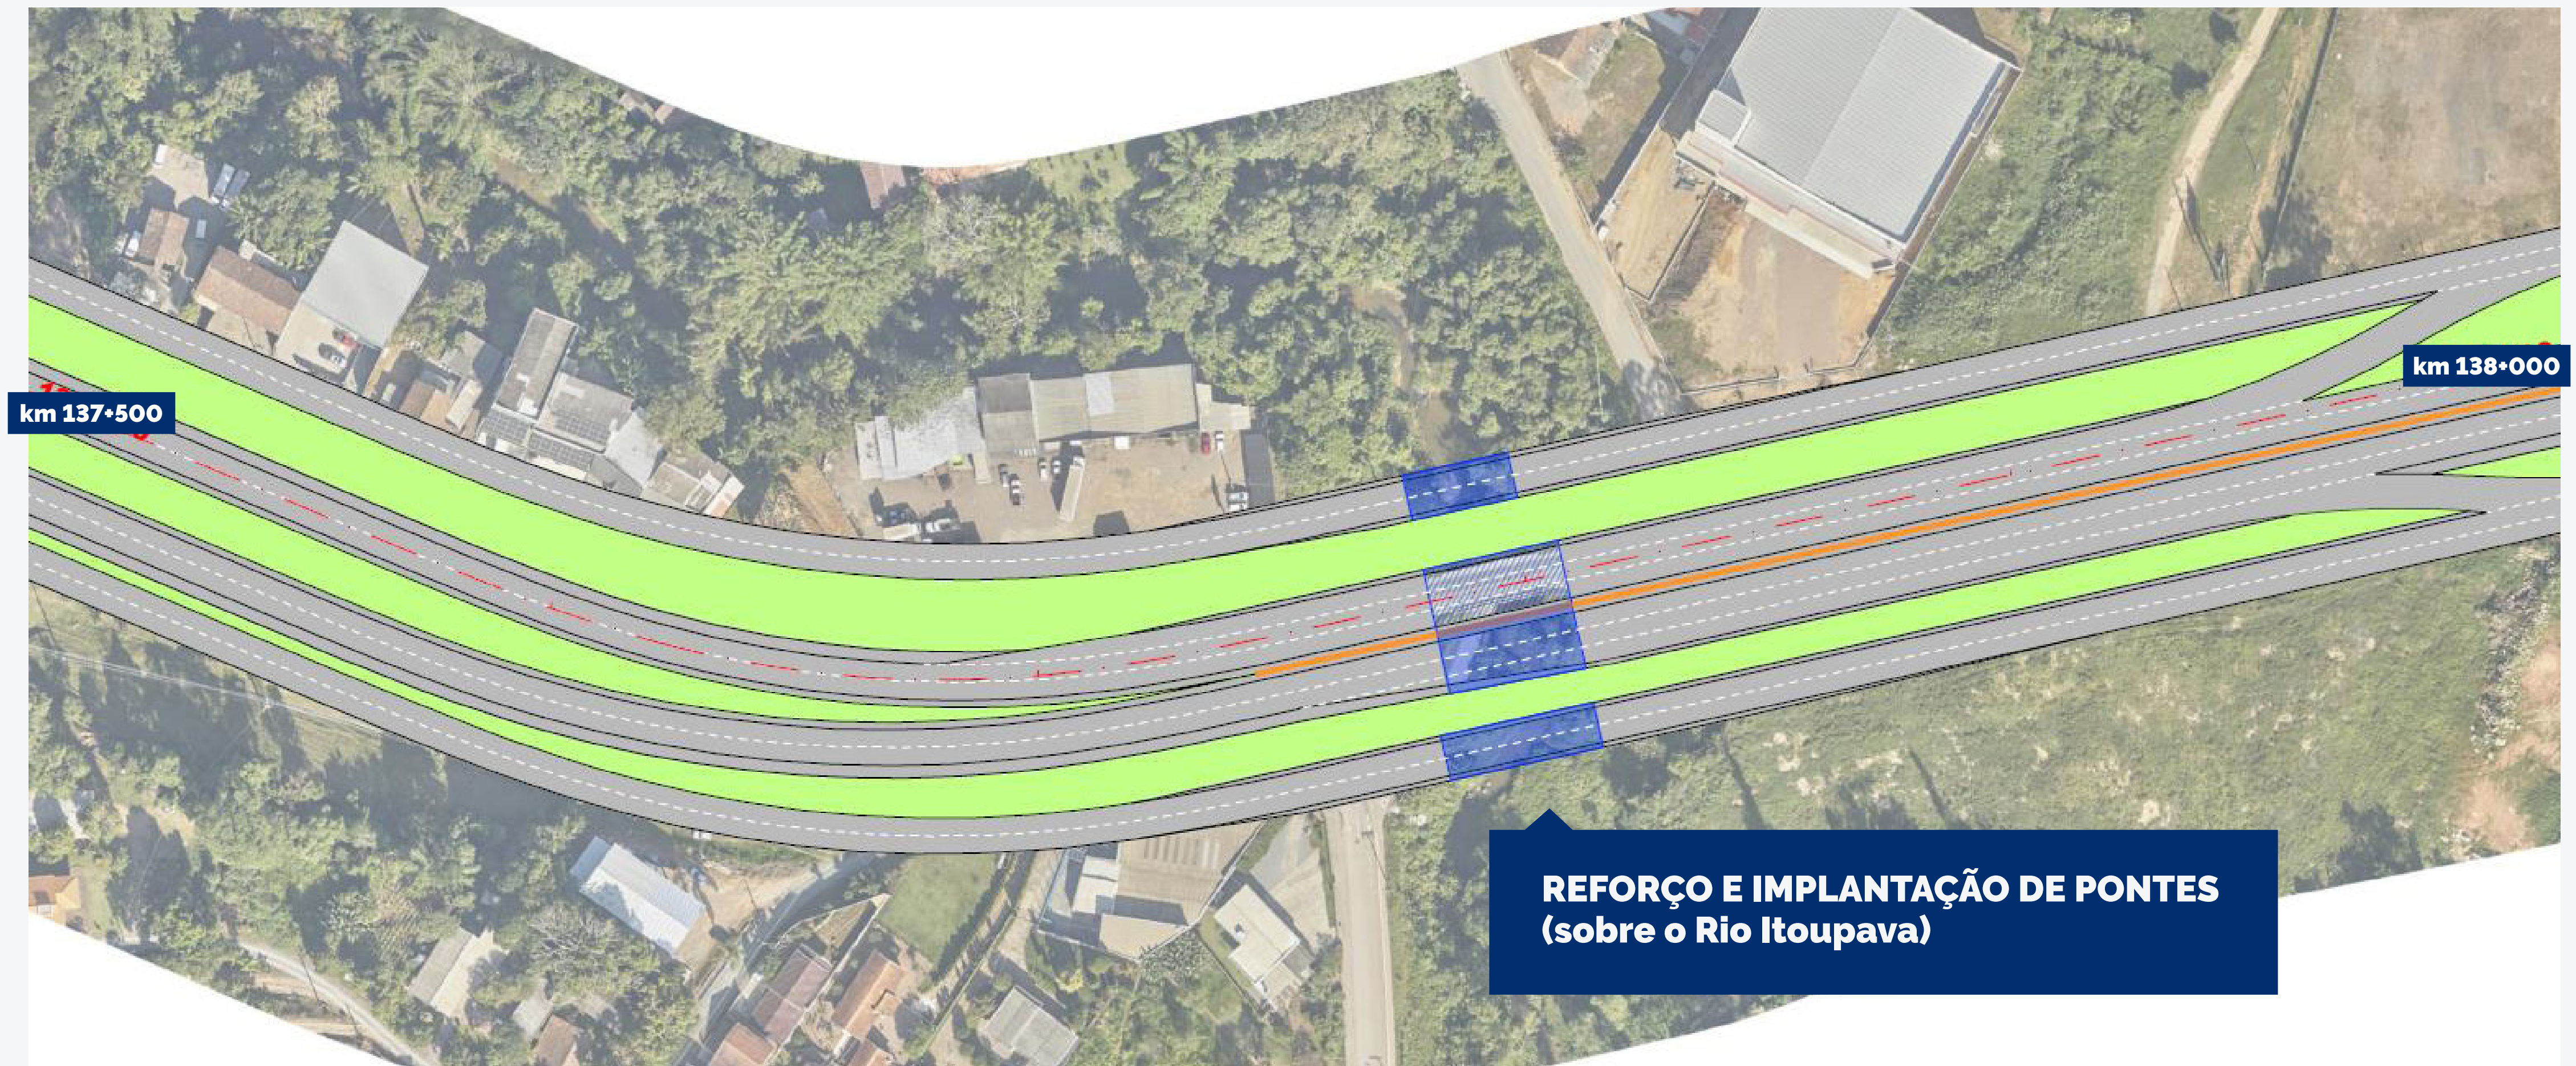 km 137+500
km 138+000
REFORÇO E IMPLANTAÇÃO DE PONTES
(sobre o Rio Itoupava)